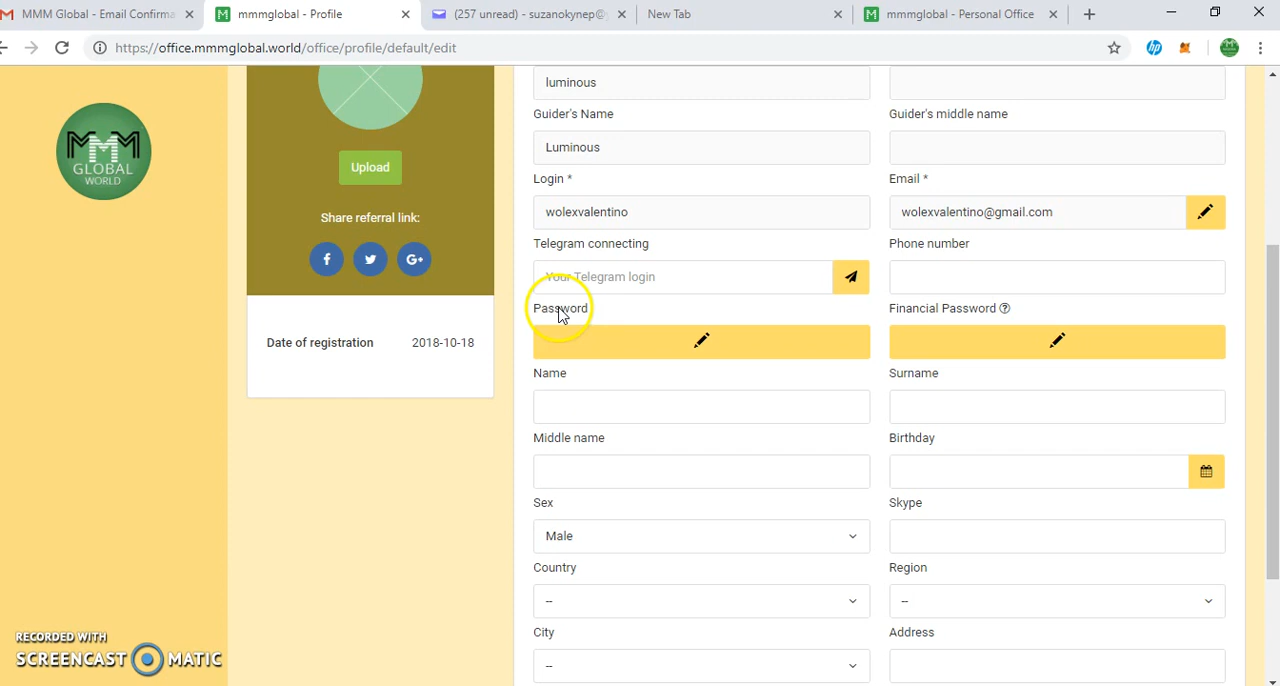 MMM Global - Email Confirma
mmmglobal - Profile
(257 unread) - suzanokynep@
New Tab
mmmglobal - Personal Office
https://office.mmmglobal.world/office/profile/default/edit
MMM
GLOBAL
WORLD
Upload
Share referral link:
Date of registration 2018-10-18
luminous
Guider's Name Guider's middle name
Luminous
Login * Email *
wolexvalentino wolexvalentino@gmail.com
Telegram connecting Phone number
Your Telegram login
Password Financial Password
Name Surname
Middle name Birthday
Sex Skype
Male
Country Region
-- --
City Address
--
RECORDED WITH
SCREENCAST MATIC